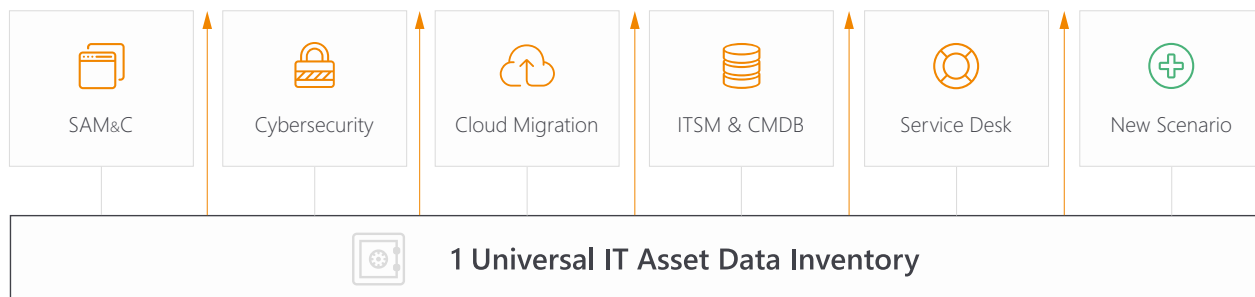 SAM&C
Cybersecurity
Cloud Migration
ITSM & CMDB
Service Desk
New Scenario
1 Universal IT Asset Data Inventory